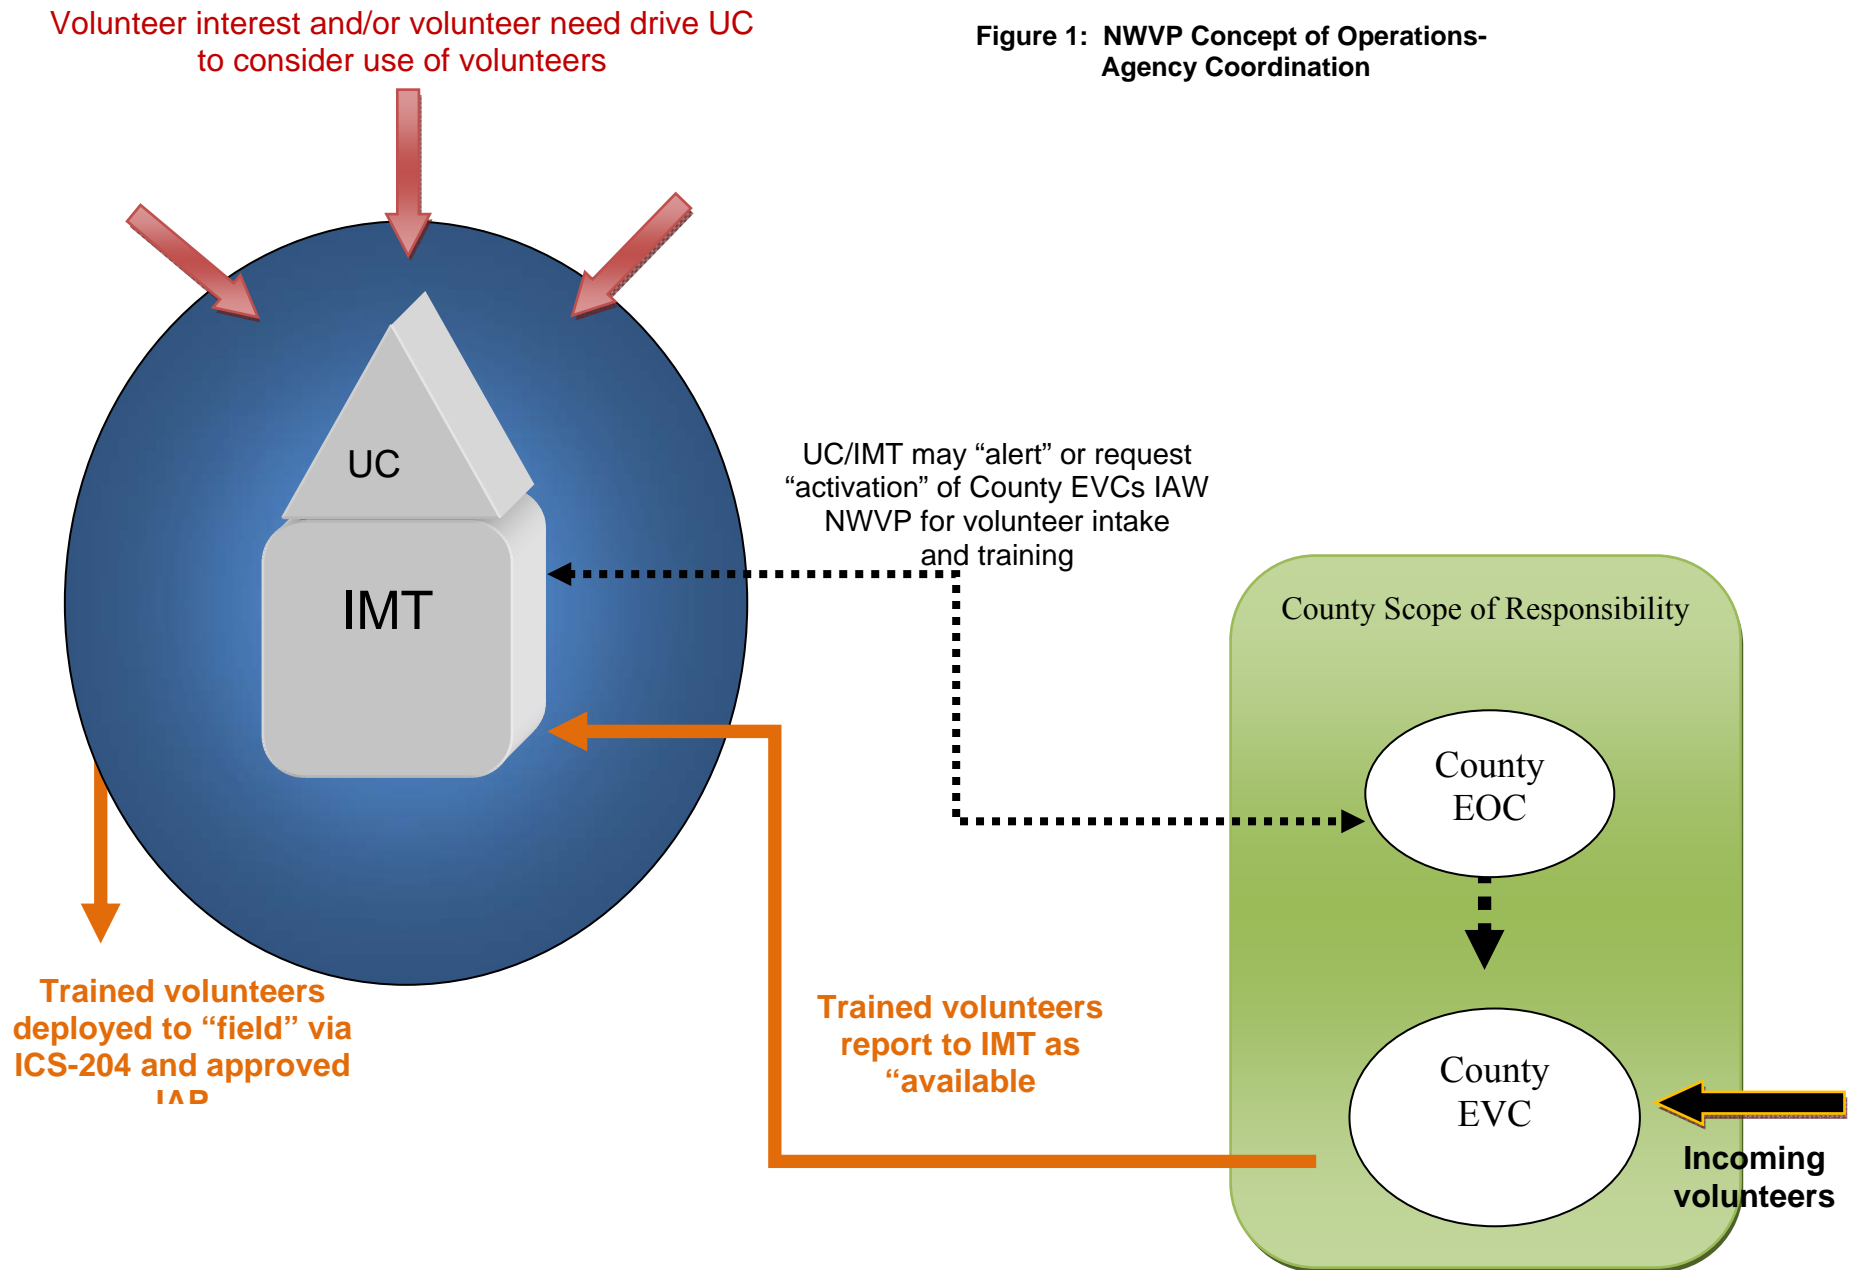 Volunteer interest and/or volunteer need drive UC
to consider use of volunteers
Figure 1:  NWVP Concept of Operations-
Agency Coordination
UC
IMT
UC/IMT may “alert” or request
“activation” of County EVCs IAW
NWVP for volunteer intake
and training
County Scope of Responsibility
County
EOC
County
EVC
Incoming
volunteers
Trained volunteers
report to IMT as
“available
Trained volunteers
deployed to “field” via
ICS-204 and approved
IAP